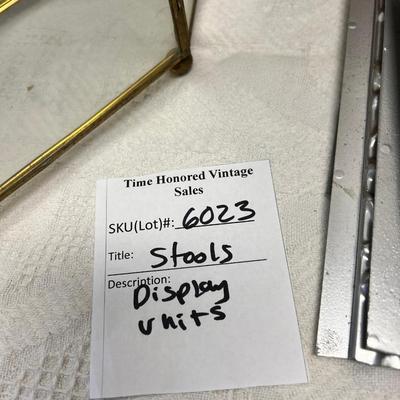 Time Honored Vintage
Sales
SKU(Lot)#: 6023
Title: Stools
Description:
Display
units